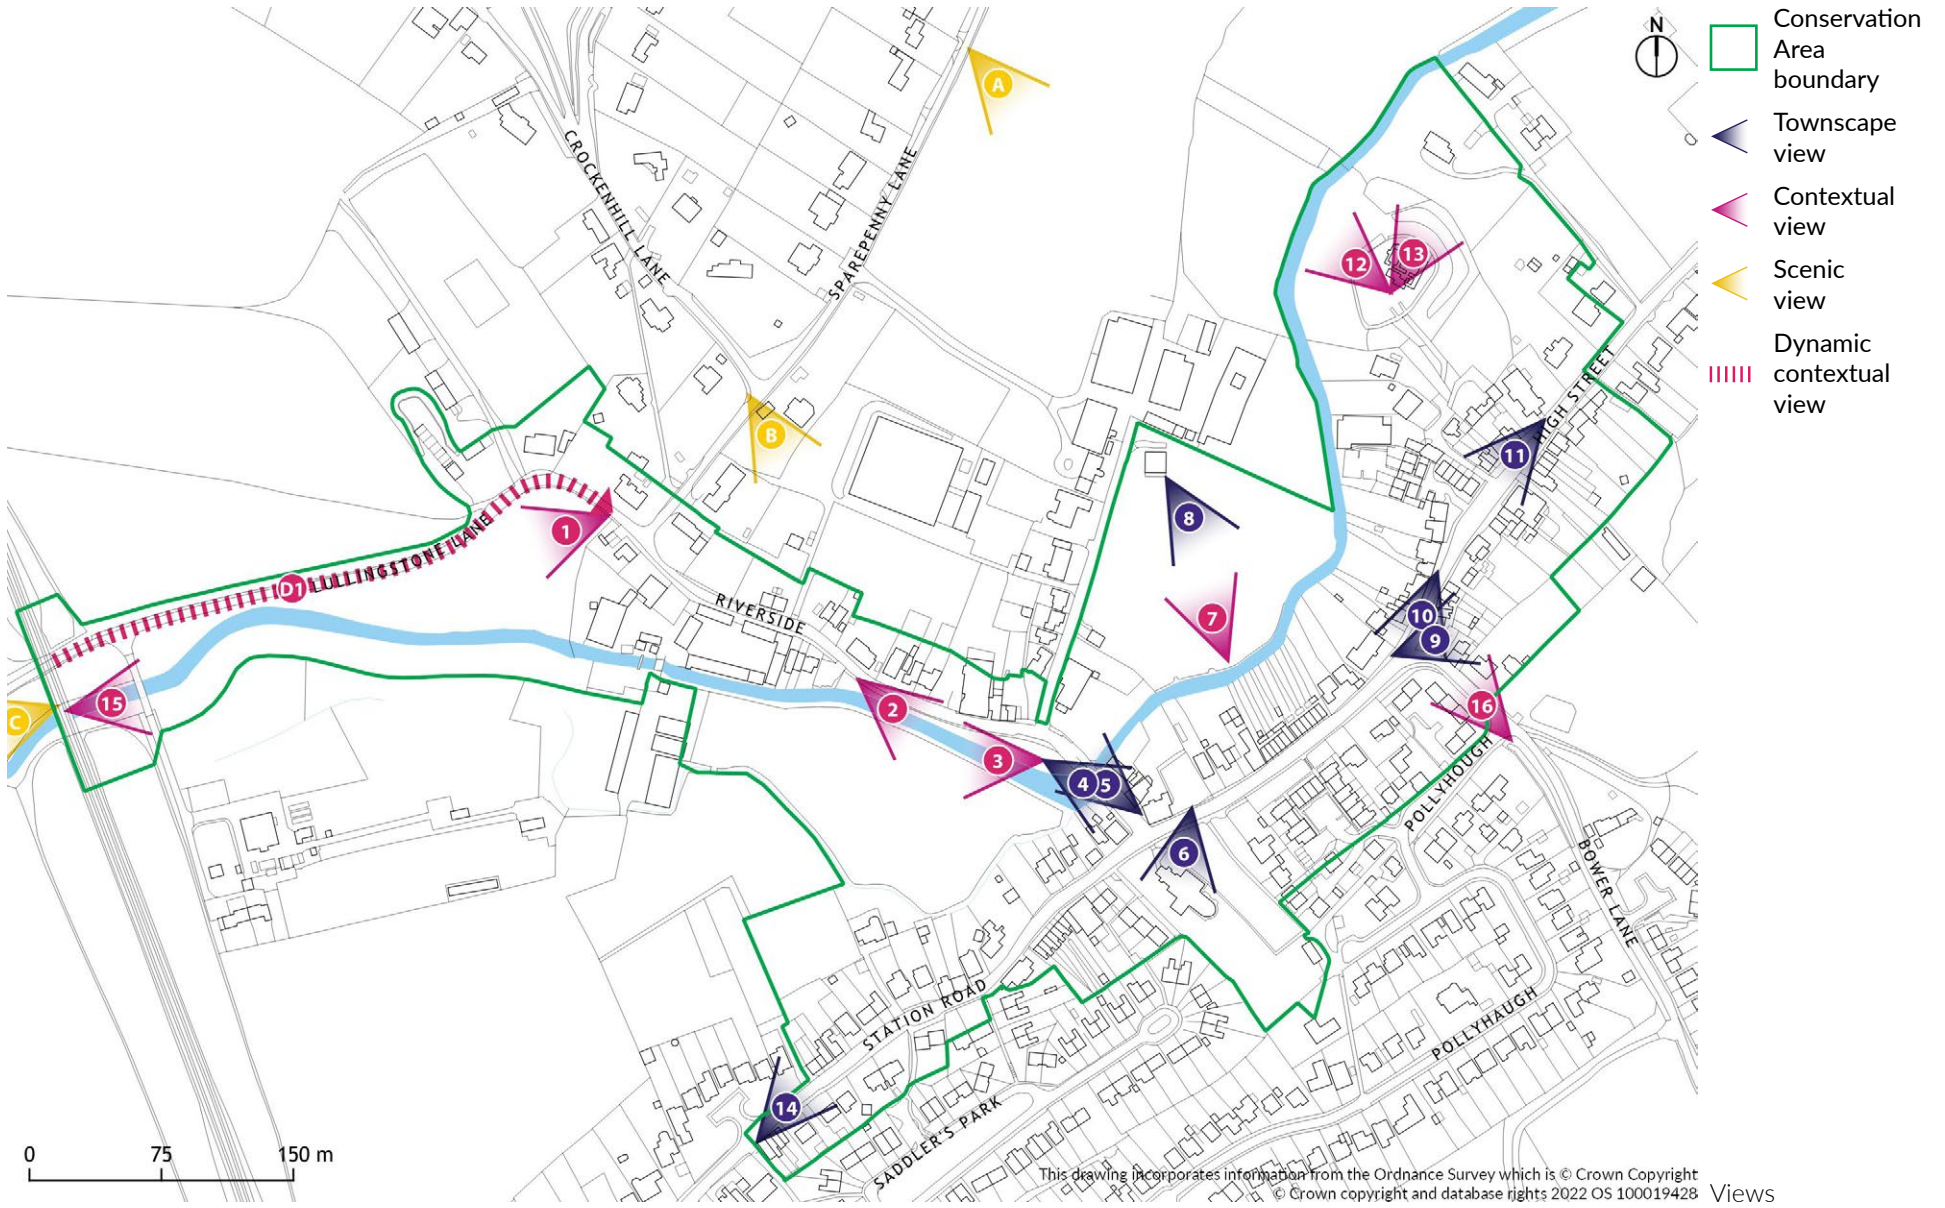 N
Conservation
Area
boundary
Townscape
view
Contextual
view
Scenic
view
Dynamic
contextual
view
A
CROCKENHILL LANE
SPAREPENNY LANE
12
13
HIGH STREET
B
11
8
1
LULLINGSTONE LANE
D1
RIVERSIDE
7
10
9
C
15
2
16
3
4
5
POLLYHOUGH
6
BOWER LANE
STATION ROAD
POLLYHAUGH
14
SADDLER'S PARK
0 75 150 m
This drawing incorporates information from the Ordnance Survey which is © Crown Copyright
© Crown copyright and database rights 2022 OS 100019428
Views